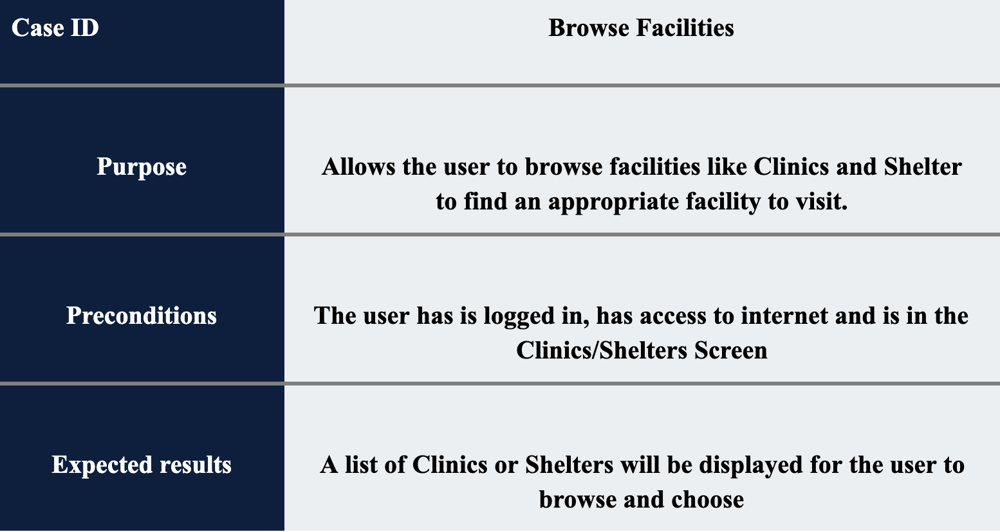 Case ID
Browse Facilities
Purpose
Allows the user to browse facilities like Clinics and Shelter
to find an appropriate facility to visit.
Preconditions
The user has is logged in, has access to internet and is in the
Clinics/Shelters Screen
Expected results
A list of Clinics or Shelters will be displayed for the user to
browse and choose